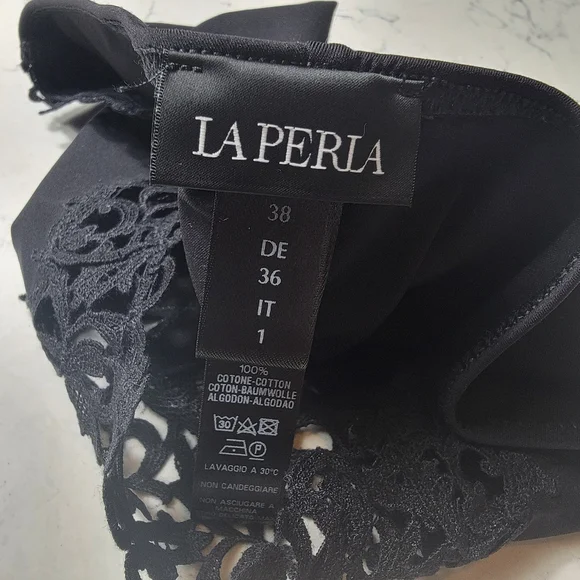 LA PERLA
38
DE
36
IT
1
100%
COTONE-COTTON
COTON-BAUMWOLLE
ALGODON-ALGODAO
30
P
LAVAGGIO A 30°C
NON CANDEGGIARE
NON ASCIUGARE A
MACCHINA